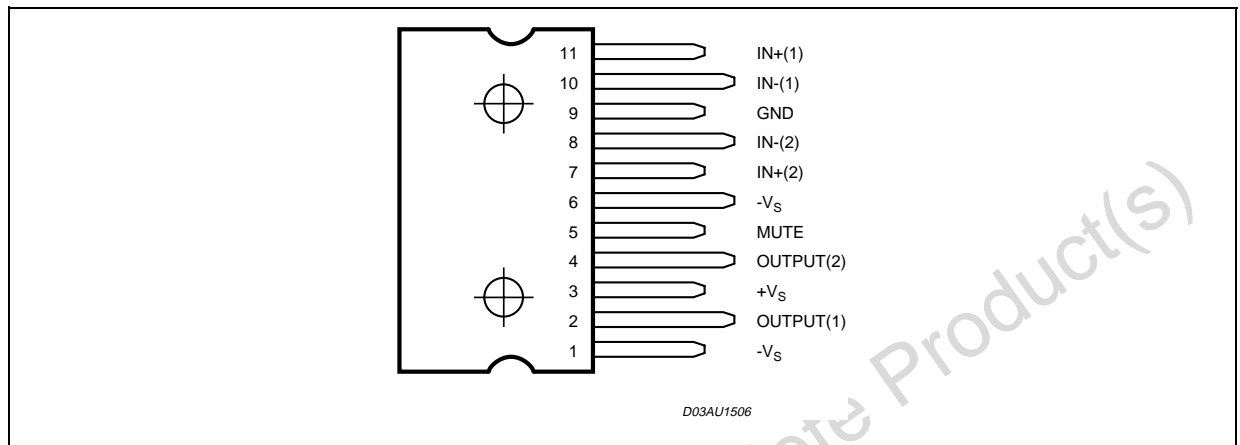 11 IN+(1)
10 IN-(1)
9 GND
8 IN-(2)
7 IN+(2)
6 -VS
5 MUTE
4 OUTPUT(2)
3 +VS
2 OUTPUT(1)
1 -VS
D03AU1506
Product(s)